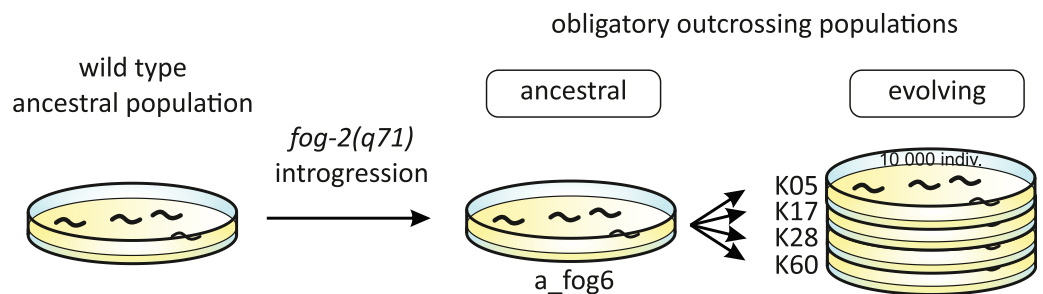 obligatory outcrossing populations
wild type
ancestral population
ancestral
evolving
fog-2(q71)
introgression
10 000 indiv.
K05
K17
K28
K60
a_fog6